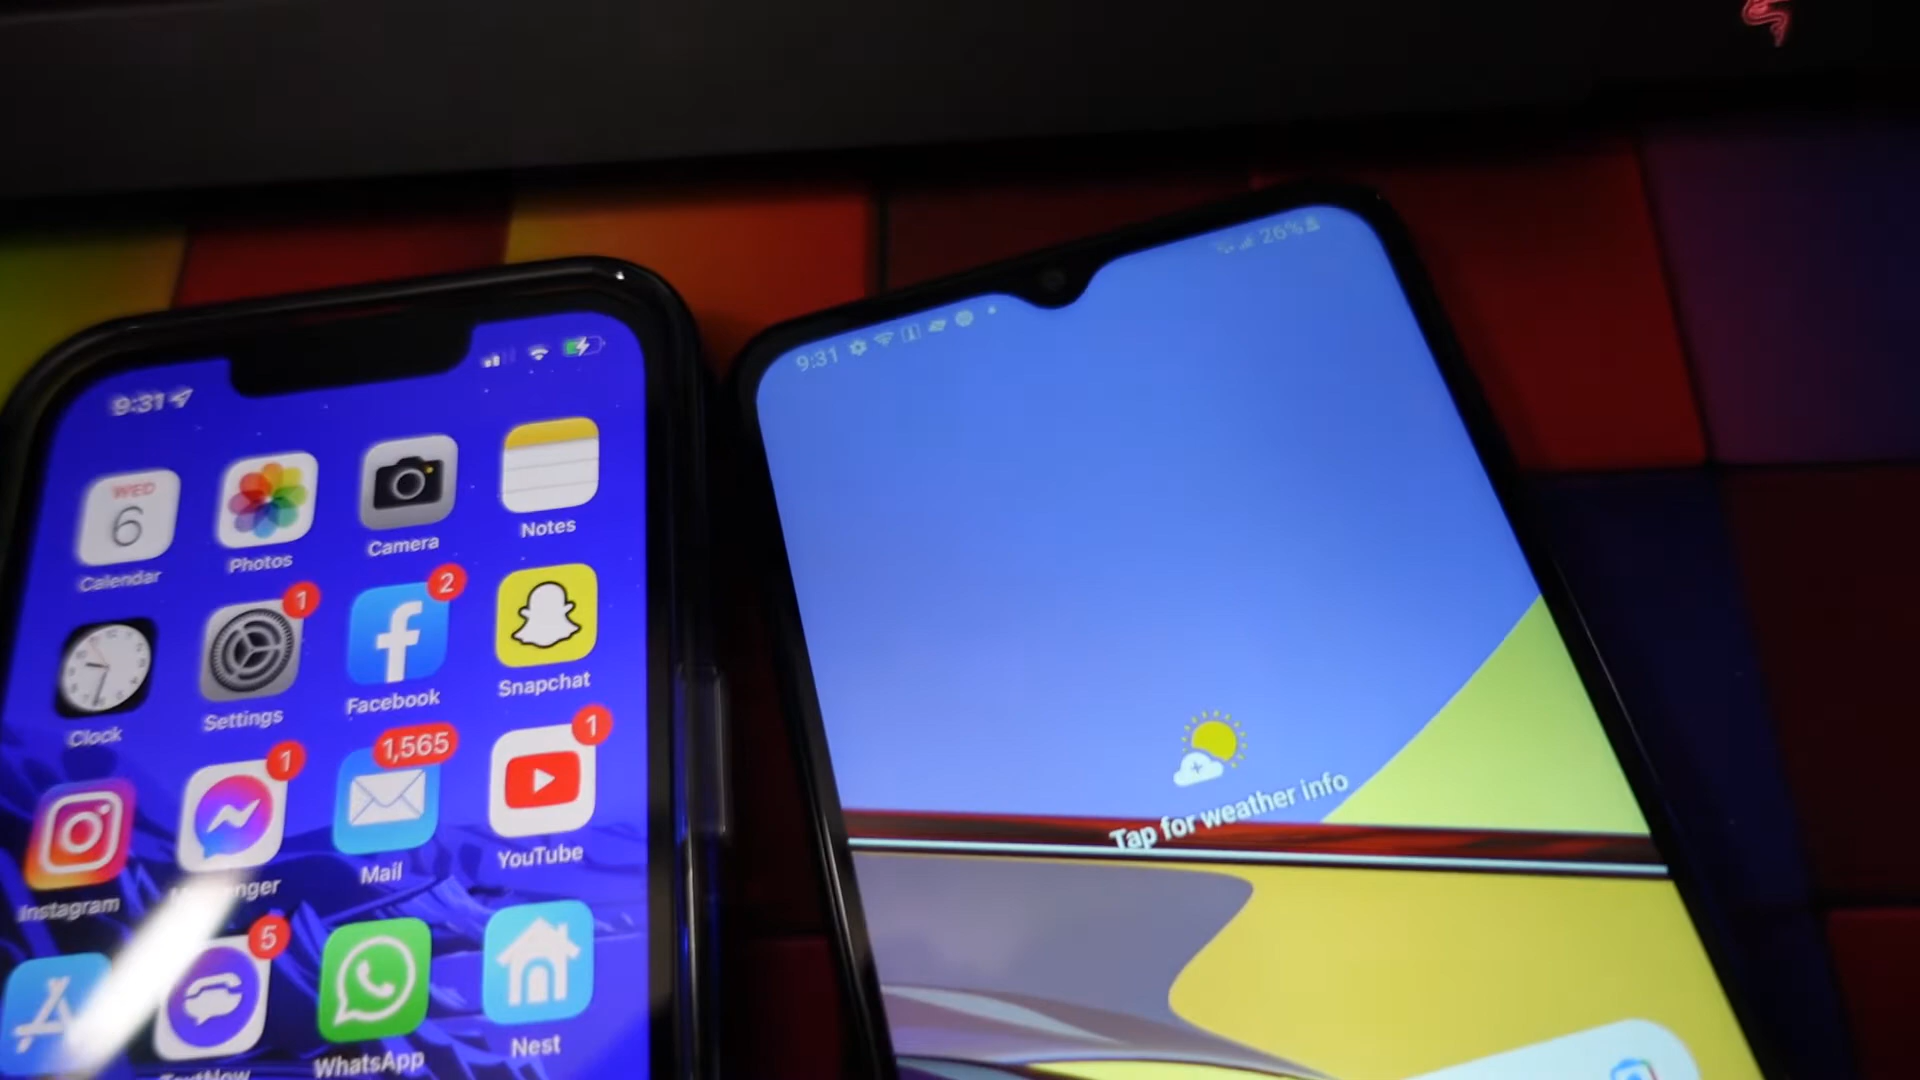 9:31
WED
6
Calendar
Photos
Camera
Notes
1
2
Clock
Settings
Facebook
Snapchat
1
1,565
1
Instagram
Mail
YouTube
5
WhatsApp
Nest
9:31
26%
Tap for weather info